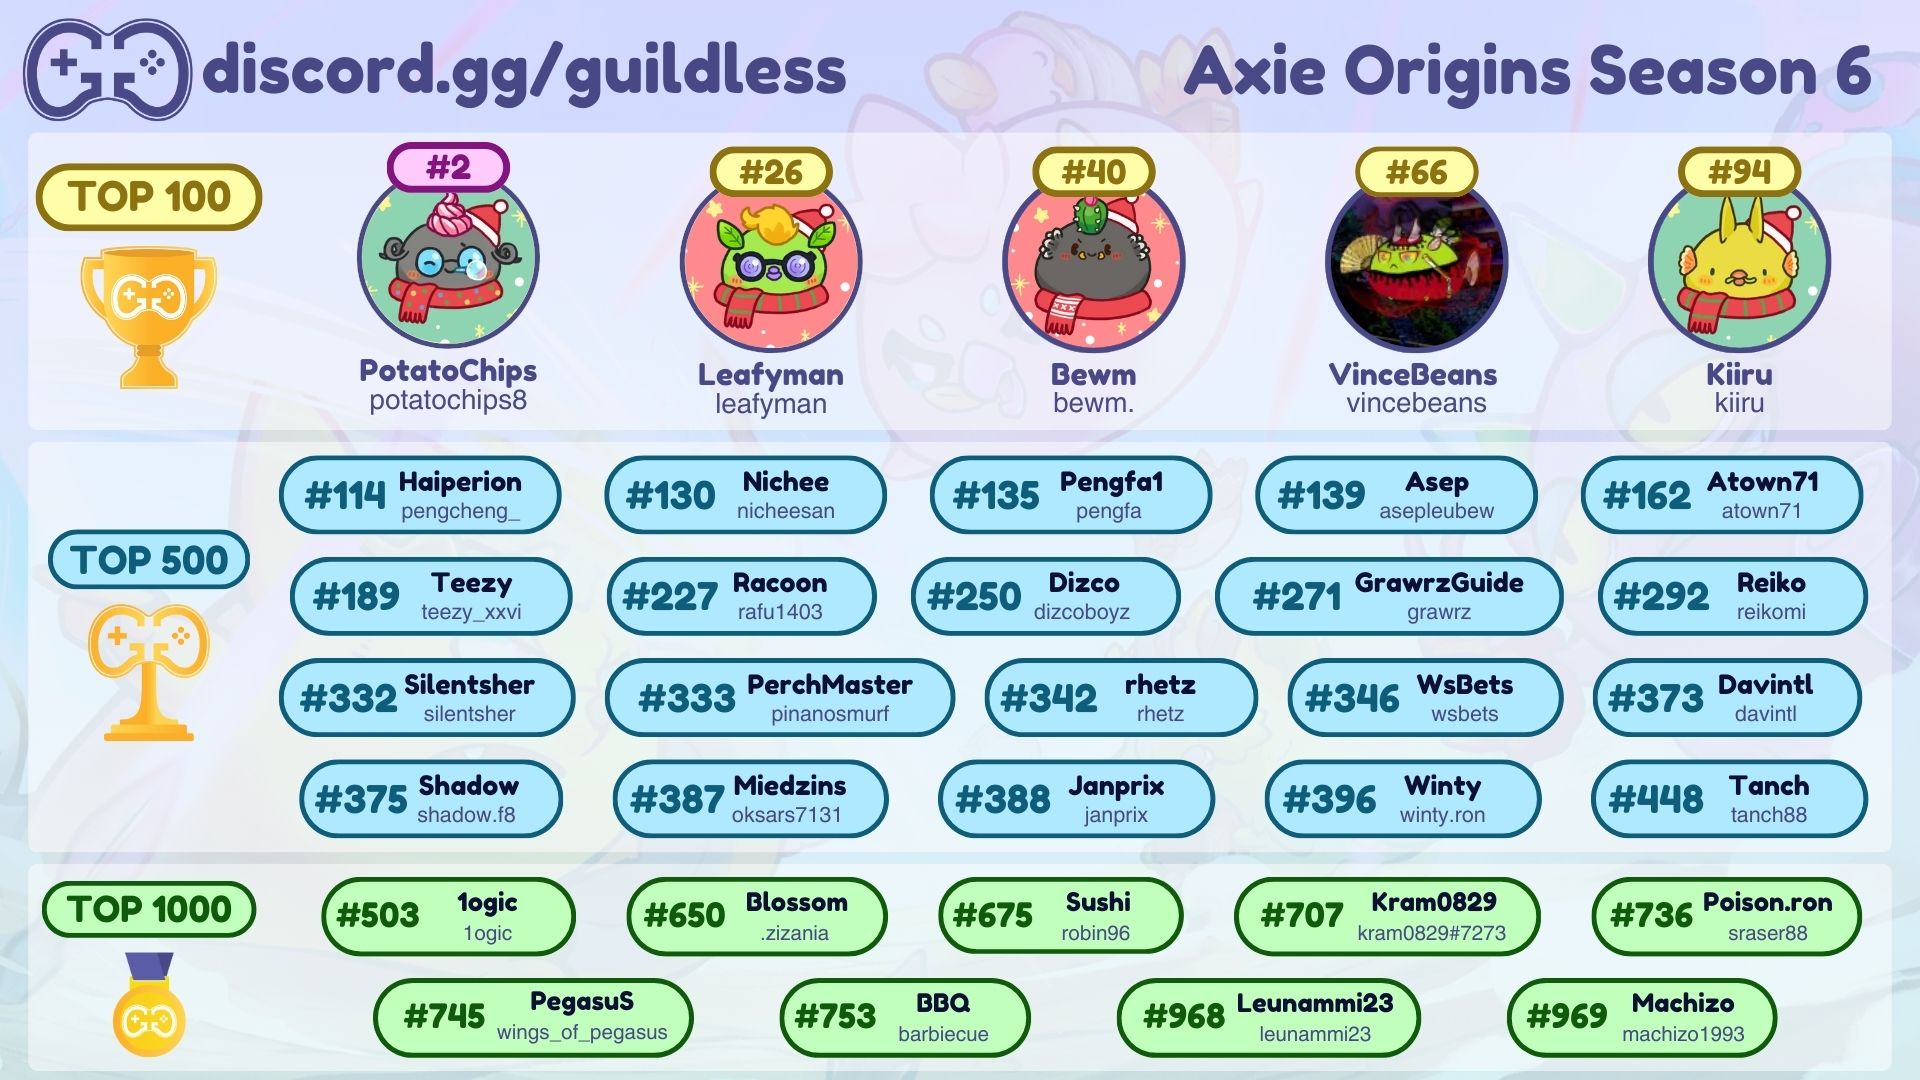 discord.gg/guildless
Axie Origins Season 6
TOP 100
#2
PotatoChips
potatochips8
#26
Leafyman
leafyman
#40
Bewm
bewm.
#66
VinceBeans
vincebeans
#94
Kiiru
kiiru
TOP 500
#114 Haiperion
pengcheng_
#130 Nichee
nicheesan
#135 Pengfa1
pengfa
#139 Asep
asepleubew
#162 Atown71
atown71
#189 Teezy
teezy_xxvi
#227 Racoon
rafu1403
#250 Dizco
dizcoboyz
#271 GrawrzGuide
grawrz
#292 Reiko
reikomi
#332 Silentsher
silentsher
#333 PerchMaster
pinanosmurf
#342 rhetz
rhetz
#346 WsBets
wsbets
#373 Davintl
davintl
#375 Shadow
shadow.f8
#387 Miedzins
oksars7131
#388 Janprix
janprix
#396 Winty
winty.ron
#448 Tanch
tanch88
TOP 1000
#503 1ogic
1ogic
#650 Blossom
.zizania
#675 Sushi
robin96
#707 Kram0829
kram0829#7273
#736 Poison.ron
sraser88
#745 PegasuS
wings_of_pegasus
#753 BBQ
barbiecue
#968 Leunammi23
leunammi23
#969 Machizo
machizo1993